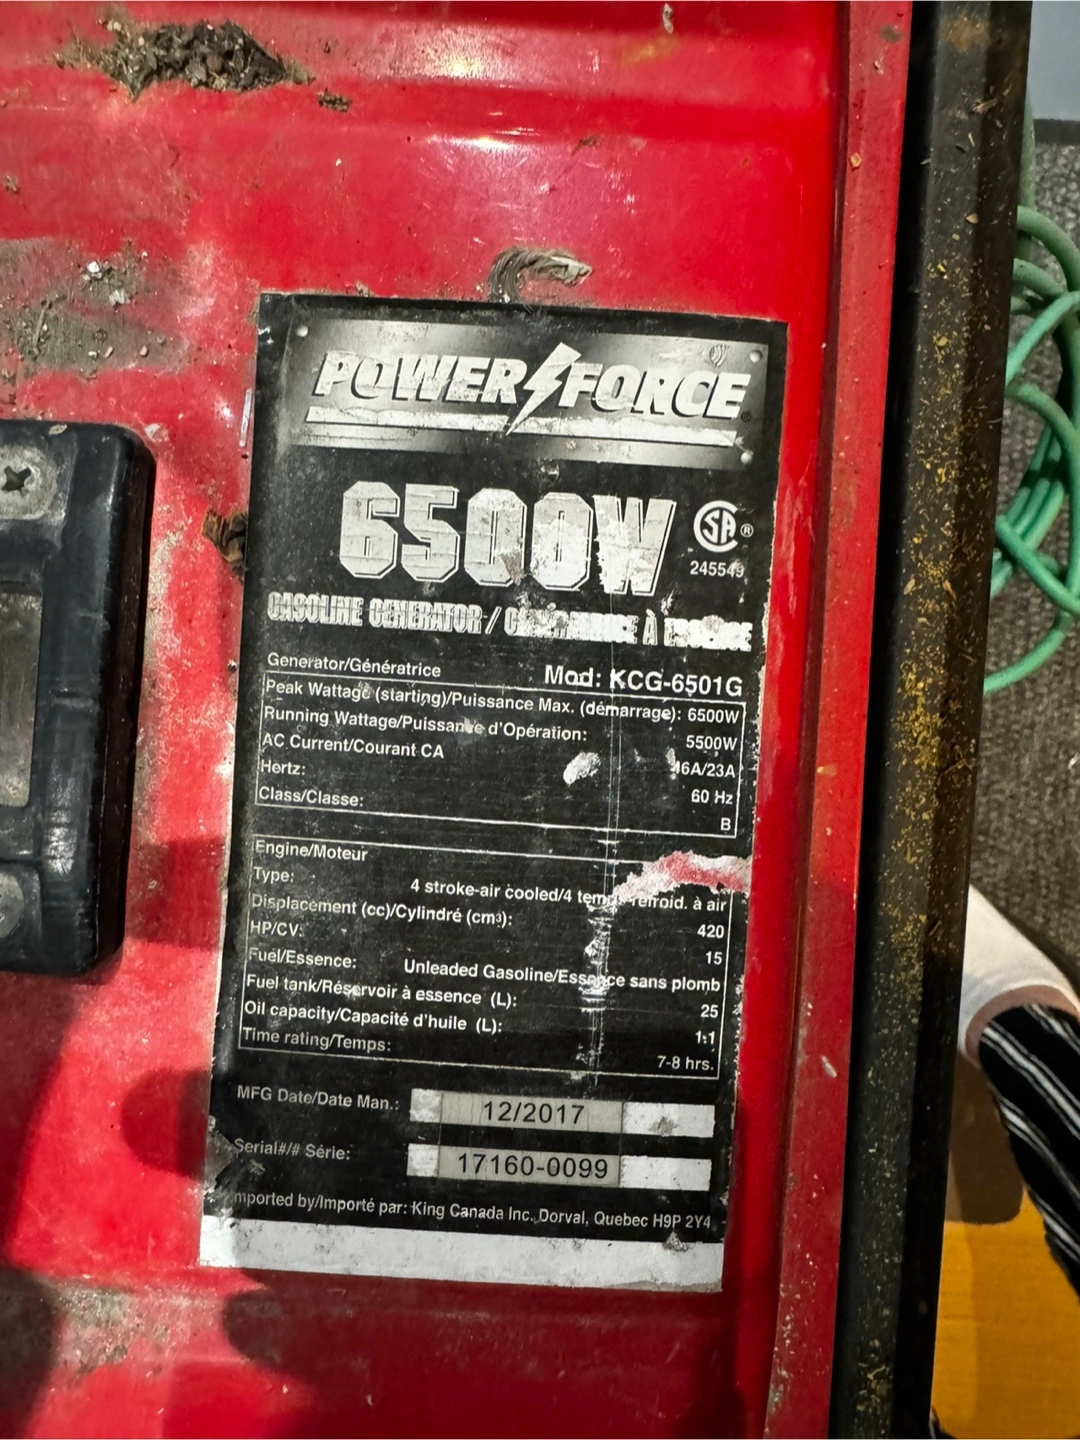 POWER FORCE
6500W
CSA ®
245549
GASOLINE GENERATOR / GÉNÉRATRICE À ESSENCE
Generator/Génératrice Mod: KCG-6501G
Peak Wattage (starting)/Puissance Max. (démarrage): 6500W
Running Wattage/Puissance d'Opération: 5500W
AC Current/Courant CA 46A/23A
Hertz: 60 Hz
Class/Classe: B
Engine/Moteur
Type: 4 stroke-air cooled/4 temps refroid. à air
Displacement (cc)/Cylindré (cm³): 420
HP/CV: 15
Fuel/Essence: Unleaded Gasoline/Essence sans plomb
Fuel tank/Réservoir à essence (L): 25
Oil capacity/Capacité d'huile (L): 1.1
Time rating/Temps: 7-8 hrs.
MFG Date/Date Man.: 12/2017
Serial#/# Série: 17160-0099
Imported by/Importé par: King Canada Inc. Dorval, Quebec H9P 2Y4